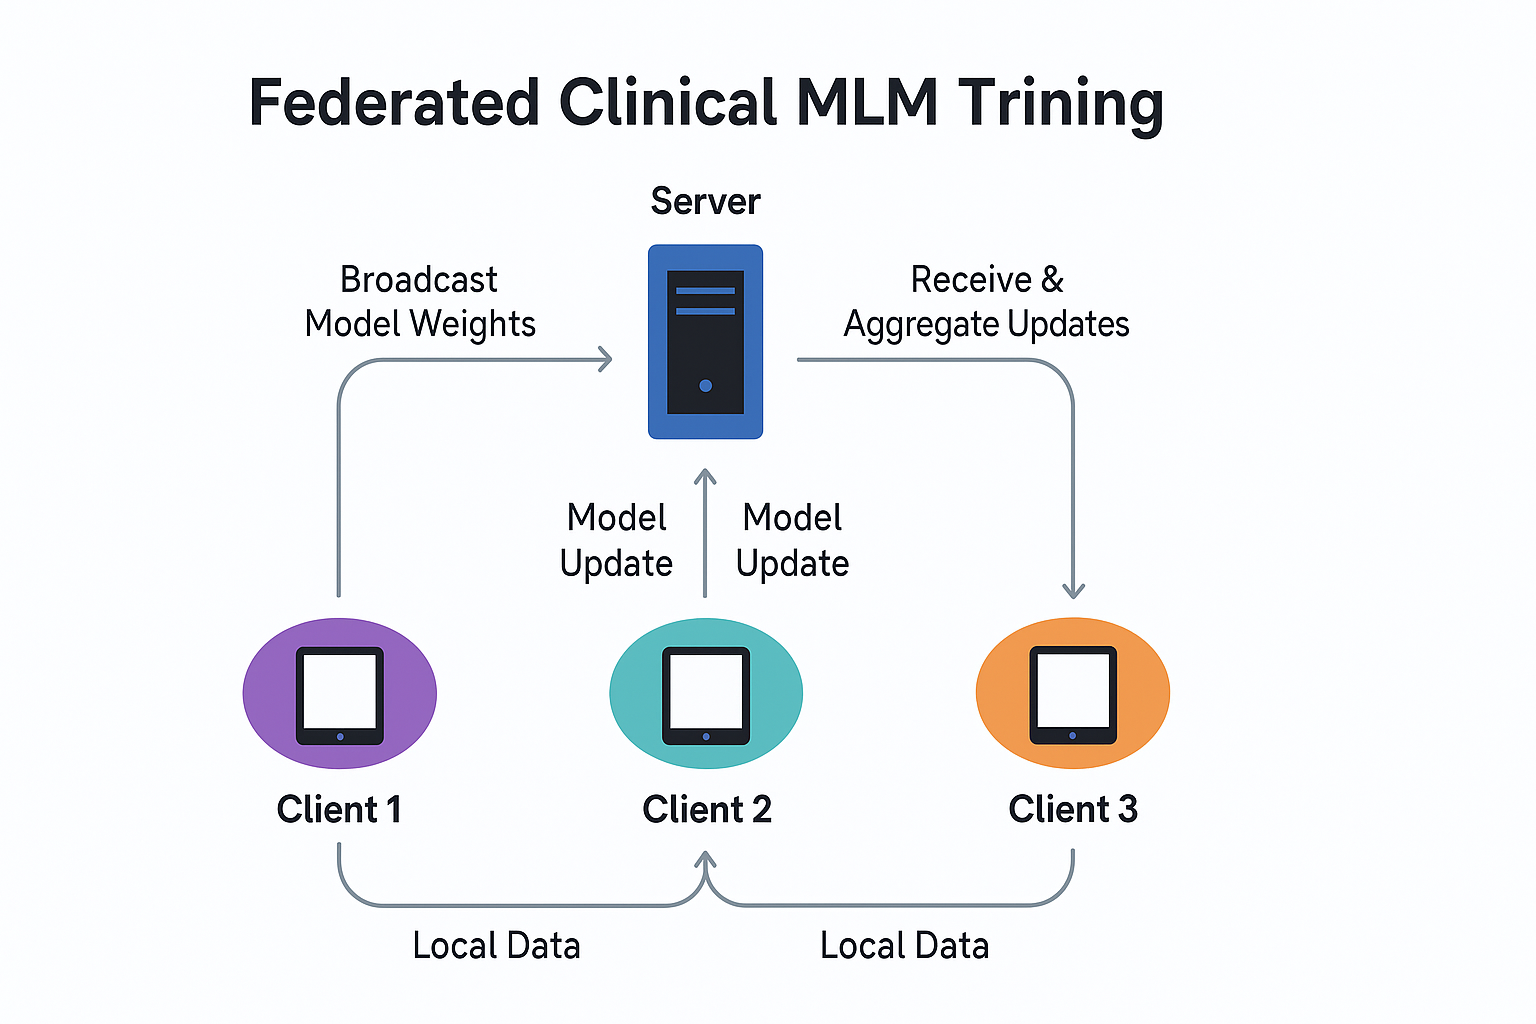 Federated Clinical MLM Trining
Server
Broadcast
Model Weights
Receive &
Aggregate Updates
Model
Update
Model
Update
Client 1
Client 2
Client 3
Local Data
Local Data